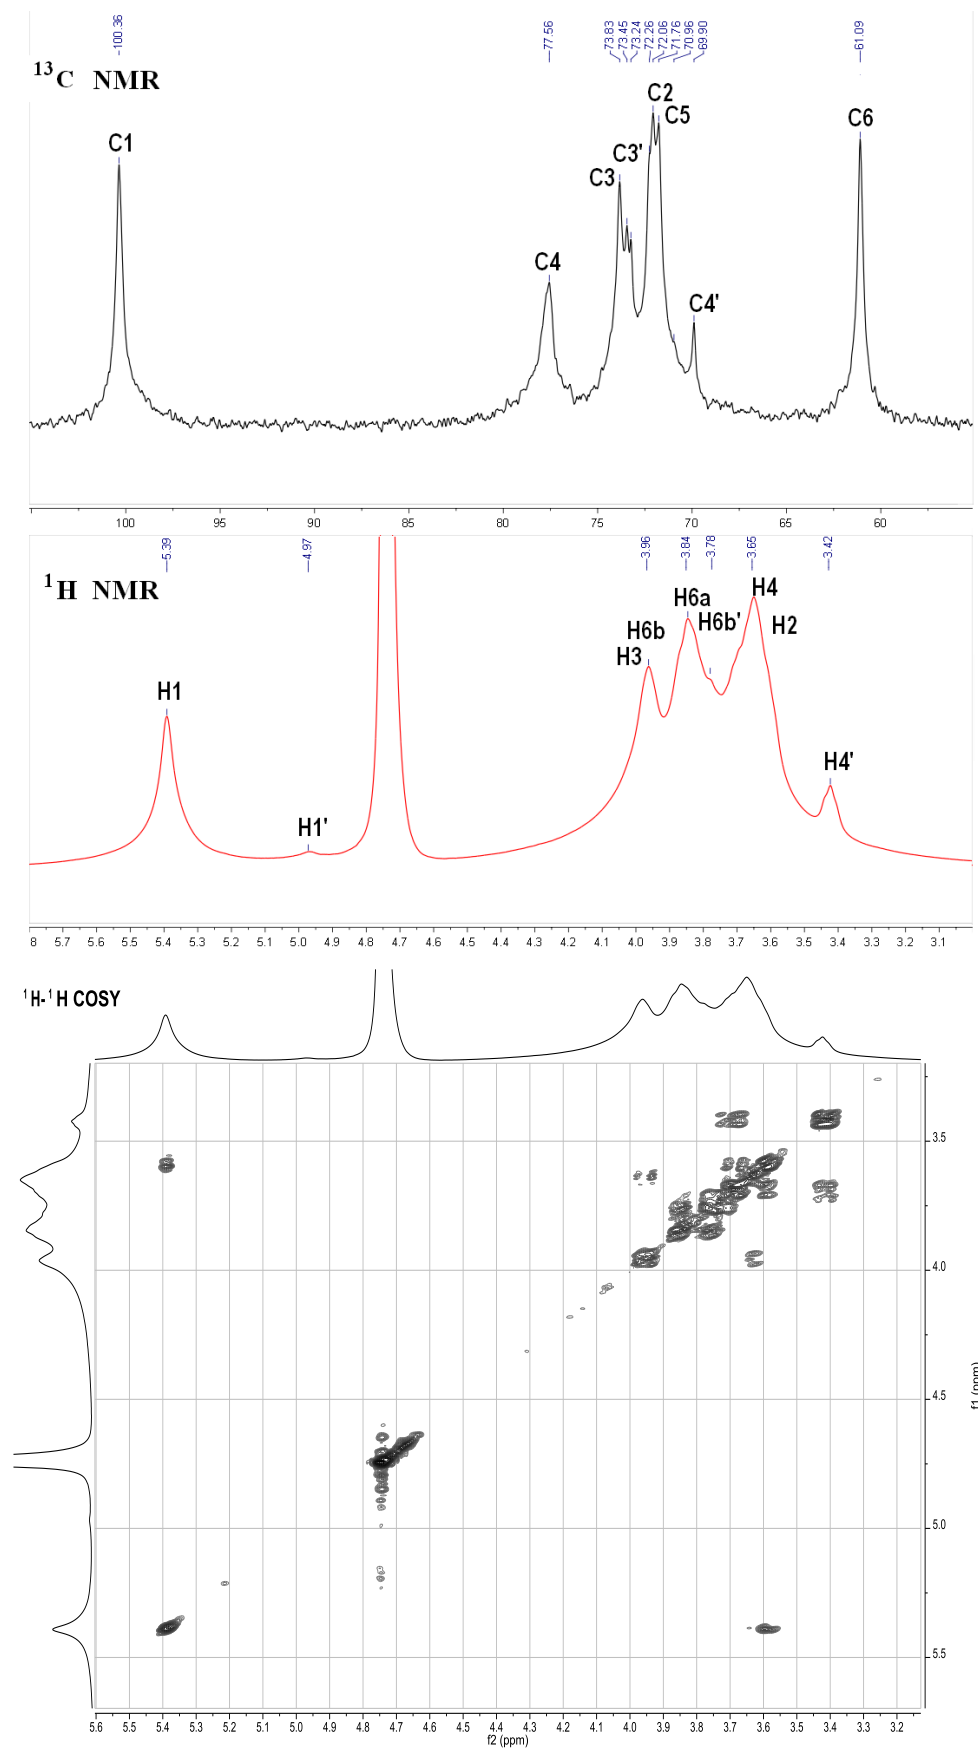 -100.36
77.56
73.83
73.45
73.24
72.26
72.06
71.76
70.96
69.90
61.09
13C NMR
C1
C4
C3
C3'
C2
C5
C4'
C6
100 95 90 85 80 75 70 65 60
5.39
4.97
3.96
3.84
3.78
3.65
3.42
1H NMR
H1
H1'
H3
H6b
H6a
H6b'
H4
H2
H4'
8 5.7 5.6 5.5 5.4 5.3 5.2 5.1 5.0 4.9 4.8 4.7 4.6 4.5 4.4 4.3 4.2 4.1 4.0 3.9 3.8 3.7 3.6 3.5 3.4 3.3 3.2 3.1
1H-1H COSY
3.5
4.0
4.5
5.0
5.5
f1 (ppm)
5.6 5.5 5.4 5.3 5.2 5.1 5.0 4.9 4.8 4.7 4.6 4.5 4.4 4.3 4.2 4.1 4.0 3.9 3.8 3.7 3.6 3.5 3.4 3.3 3.2
f2 (ppm)